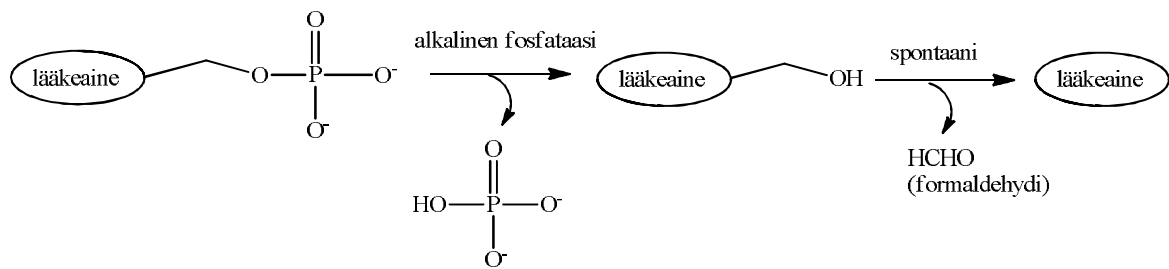 O
alkalinen fosfataasi
spontaani
lääkeaine
O
P
O⁻
lääkeaine
OH
lääkeaine
O⁻
O
HCHO
(formaldehydi)
HO
P
O⁻
O⁻